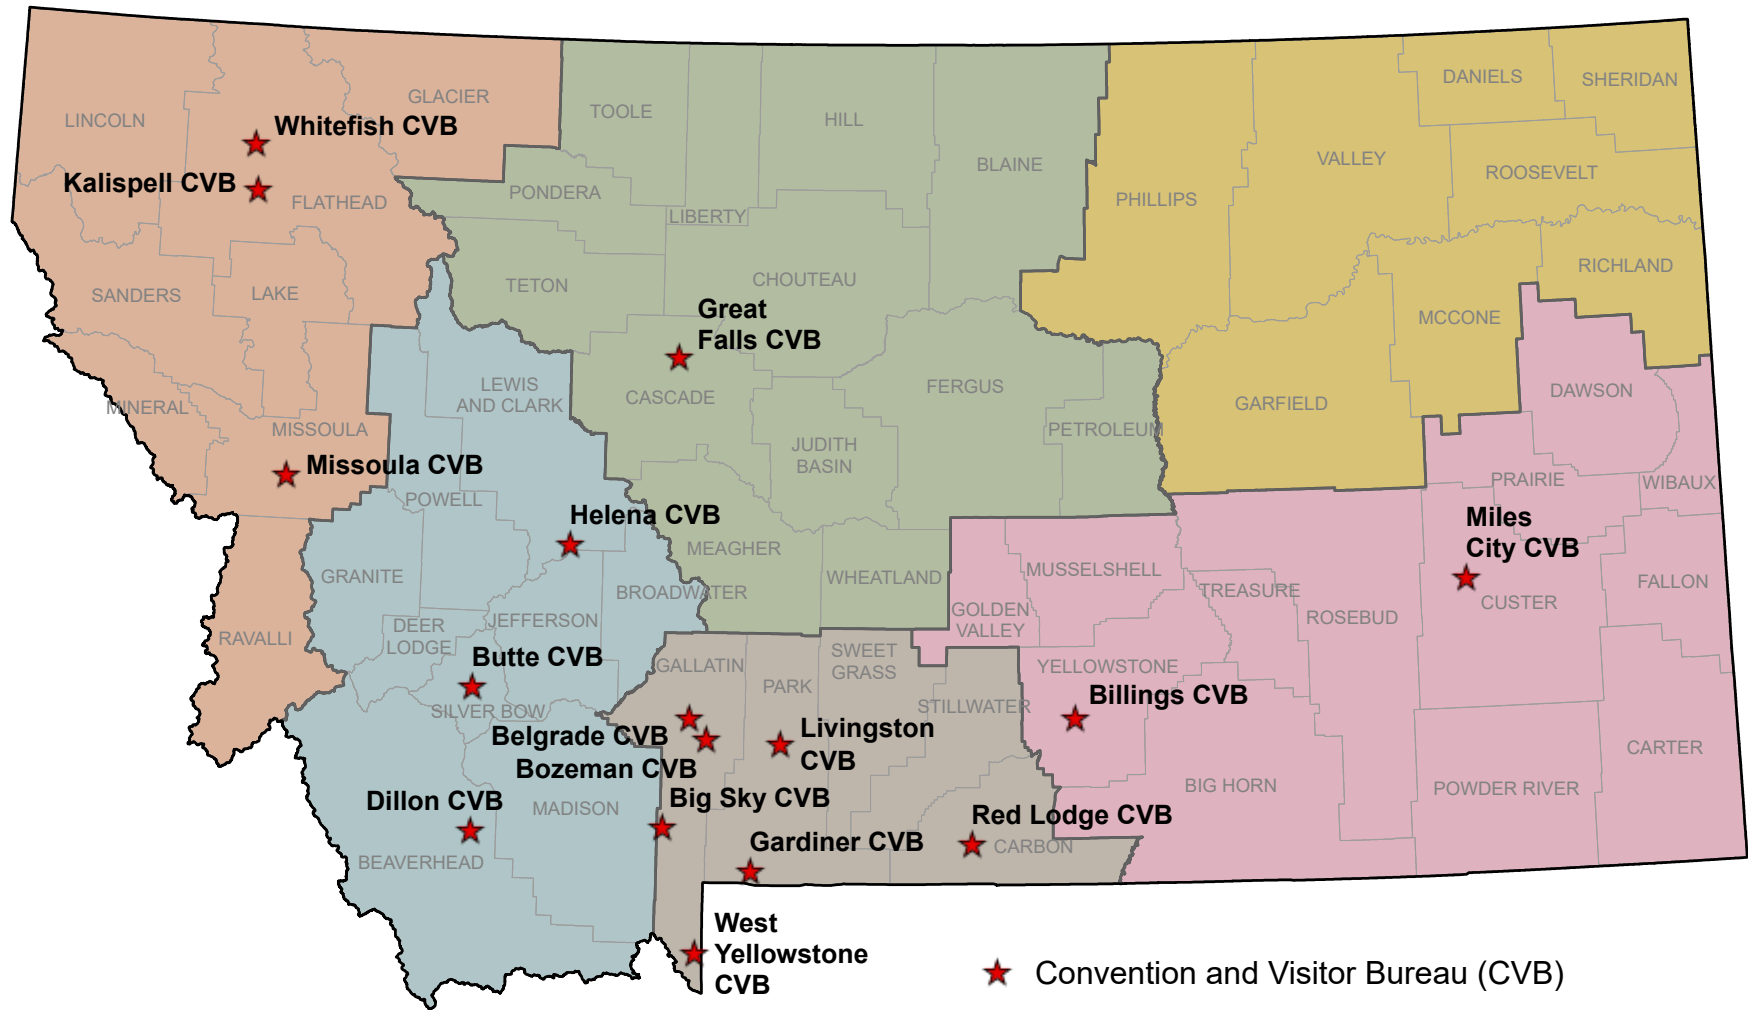 LINCOLN
GLACIER
Whitefish CVB
Kalispell CVB
FLATHEAD
SANDERS
LAKE
MINERAL
MISSOULA
Missoula CVB
RAVALLI
TOOLE
HILL
BLAINE
PONDERA
LIBERTY
TETON
CHOUTEAU
Great
Falls CVB
CASCADE
FERGUS
JUDITH
BASIN
PETROLEUM
MEAGHER
WHEATLAND
PHILLIPS
VALLEY
DANIELS
SHERIDAN
ROOSEVELT
RICHLAND
MCCONE
GARFIELD
LEWIS
AND CLARK
POWELL
Helena CVB
GRANITE
BROADWATER
JEFFERSON
DEER
LODGE
Butte CVB
SILVER BOW
Dillon CVB
MADISON
BEAVERHEAD
GALLATIN
PARK
SWEET
GRASS
STILLWATER
Belgrade CVB
Bozeman CVB
Livingston
CVB
Big Sky CVB
Gardiner CVB
Red Lodge CVB
CARBON
West
Yellowstone
CVB
DAWSON
PRAIRIE
WIBAUX
Miles
City CVB
CUSTER
FALLON
MUSSELSHELL
GOLDEN
VALLEY
TREASURE
ROSEBUD
YELLOWSTONE
Billings CVB
BIG HORN
POWDER RIVER
CARTER
Convention and Visitor Bureau (CVB)